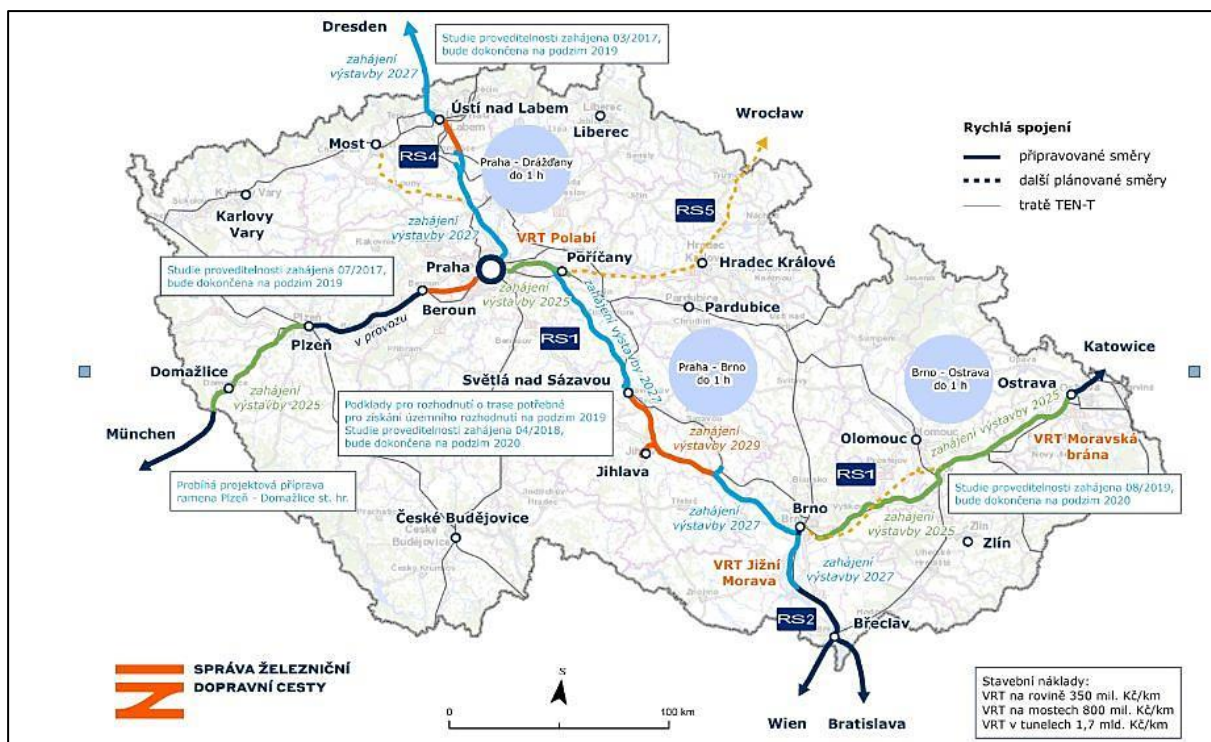 Dresden
Studie proveditelnosti zahájena 03/2017,
bude dokončena na podzim 2019
zahájení
výstavby 2027
Ústí nad Labem
Liberec
Wrocław
Most
RS4
Praha - Drážďany
do 1 h
Rychlá spojení
připravované směry
další plánované směry
tratě TEN-T
Karlovy
Vary
zahájení
výstavby 2027
VRT Polabí
RS5
Studie proveditelnosti zahájena 07/2017,
bude dokončena na podzim 2019
Praha
Poříčany
Hradec Králové
zahájení
výstavby 2025
zahájení výstavby 2027
Beroun
Pardubice
v provozu
Plzeň
RS1
Domažlice
zahájení
výstavby 2025
Světlá nad Sázavou
Praha - Brno
do 1 h
Brno - Ostrava
do 1 h
Katowice
Ostrava
München
Podklady pro rozhodnutí o trase potřebné
pro získání územního rozhodnutí na podzim 2019
Studie proveditelnosti zahájena 04/2018,
bude dokončena na podzim 2020
zahájení
výstavby 2029
Olomouc
zahájení výstavby 2025
VRT Moravská
brána
Jihlava
RS1
Probíhá projektová příprava
ramena Plzeň - Domažlice st. hr.
Studie proveditelnosti zahájena 08/2019,
bude dokončena na podzim 2020
České Budějovice
zahájení
výstavby 2027
Brno
zahájení
výstavby 2025
Zlín
VRT Jižní
Morava
zahájení
výstavby 2027
RS2
Břeclav
SPRÁVA ŽELEZNIČNÍ
DOPRAVNÍ CESTY
S
0
100 km
Wien
Bratislava
Stavební náklady:
VRT na rovině 350 mil. Kč/km
VRT na mostech 800 mil. Kč/km
VRT v tunelech 1,7 mld. Kč/km